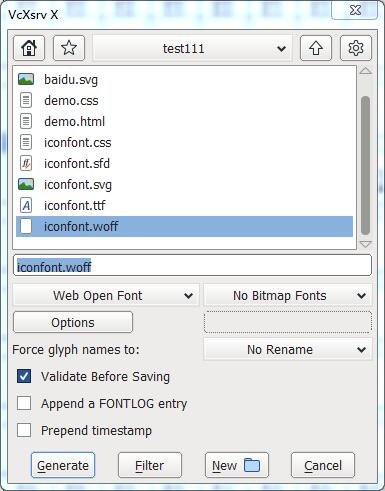 VcXsrv X
test111
baidu.svg
demo.css
demo.html
iconfont.css
iconfont.sfd
iconfont.svg
iconfont.ttf
iconfont.woff
iconfont.woff
Web Open Font No Bitmap Fonts
Options
Force glyph names to: No Rename
Validate Before Saving
Append a FONTLOG entry
Prepend timestamp
Generate Filter New Cancel